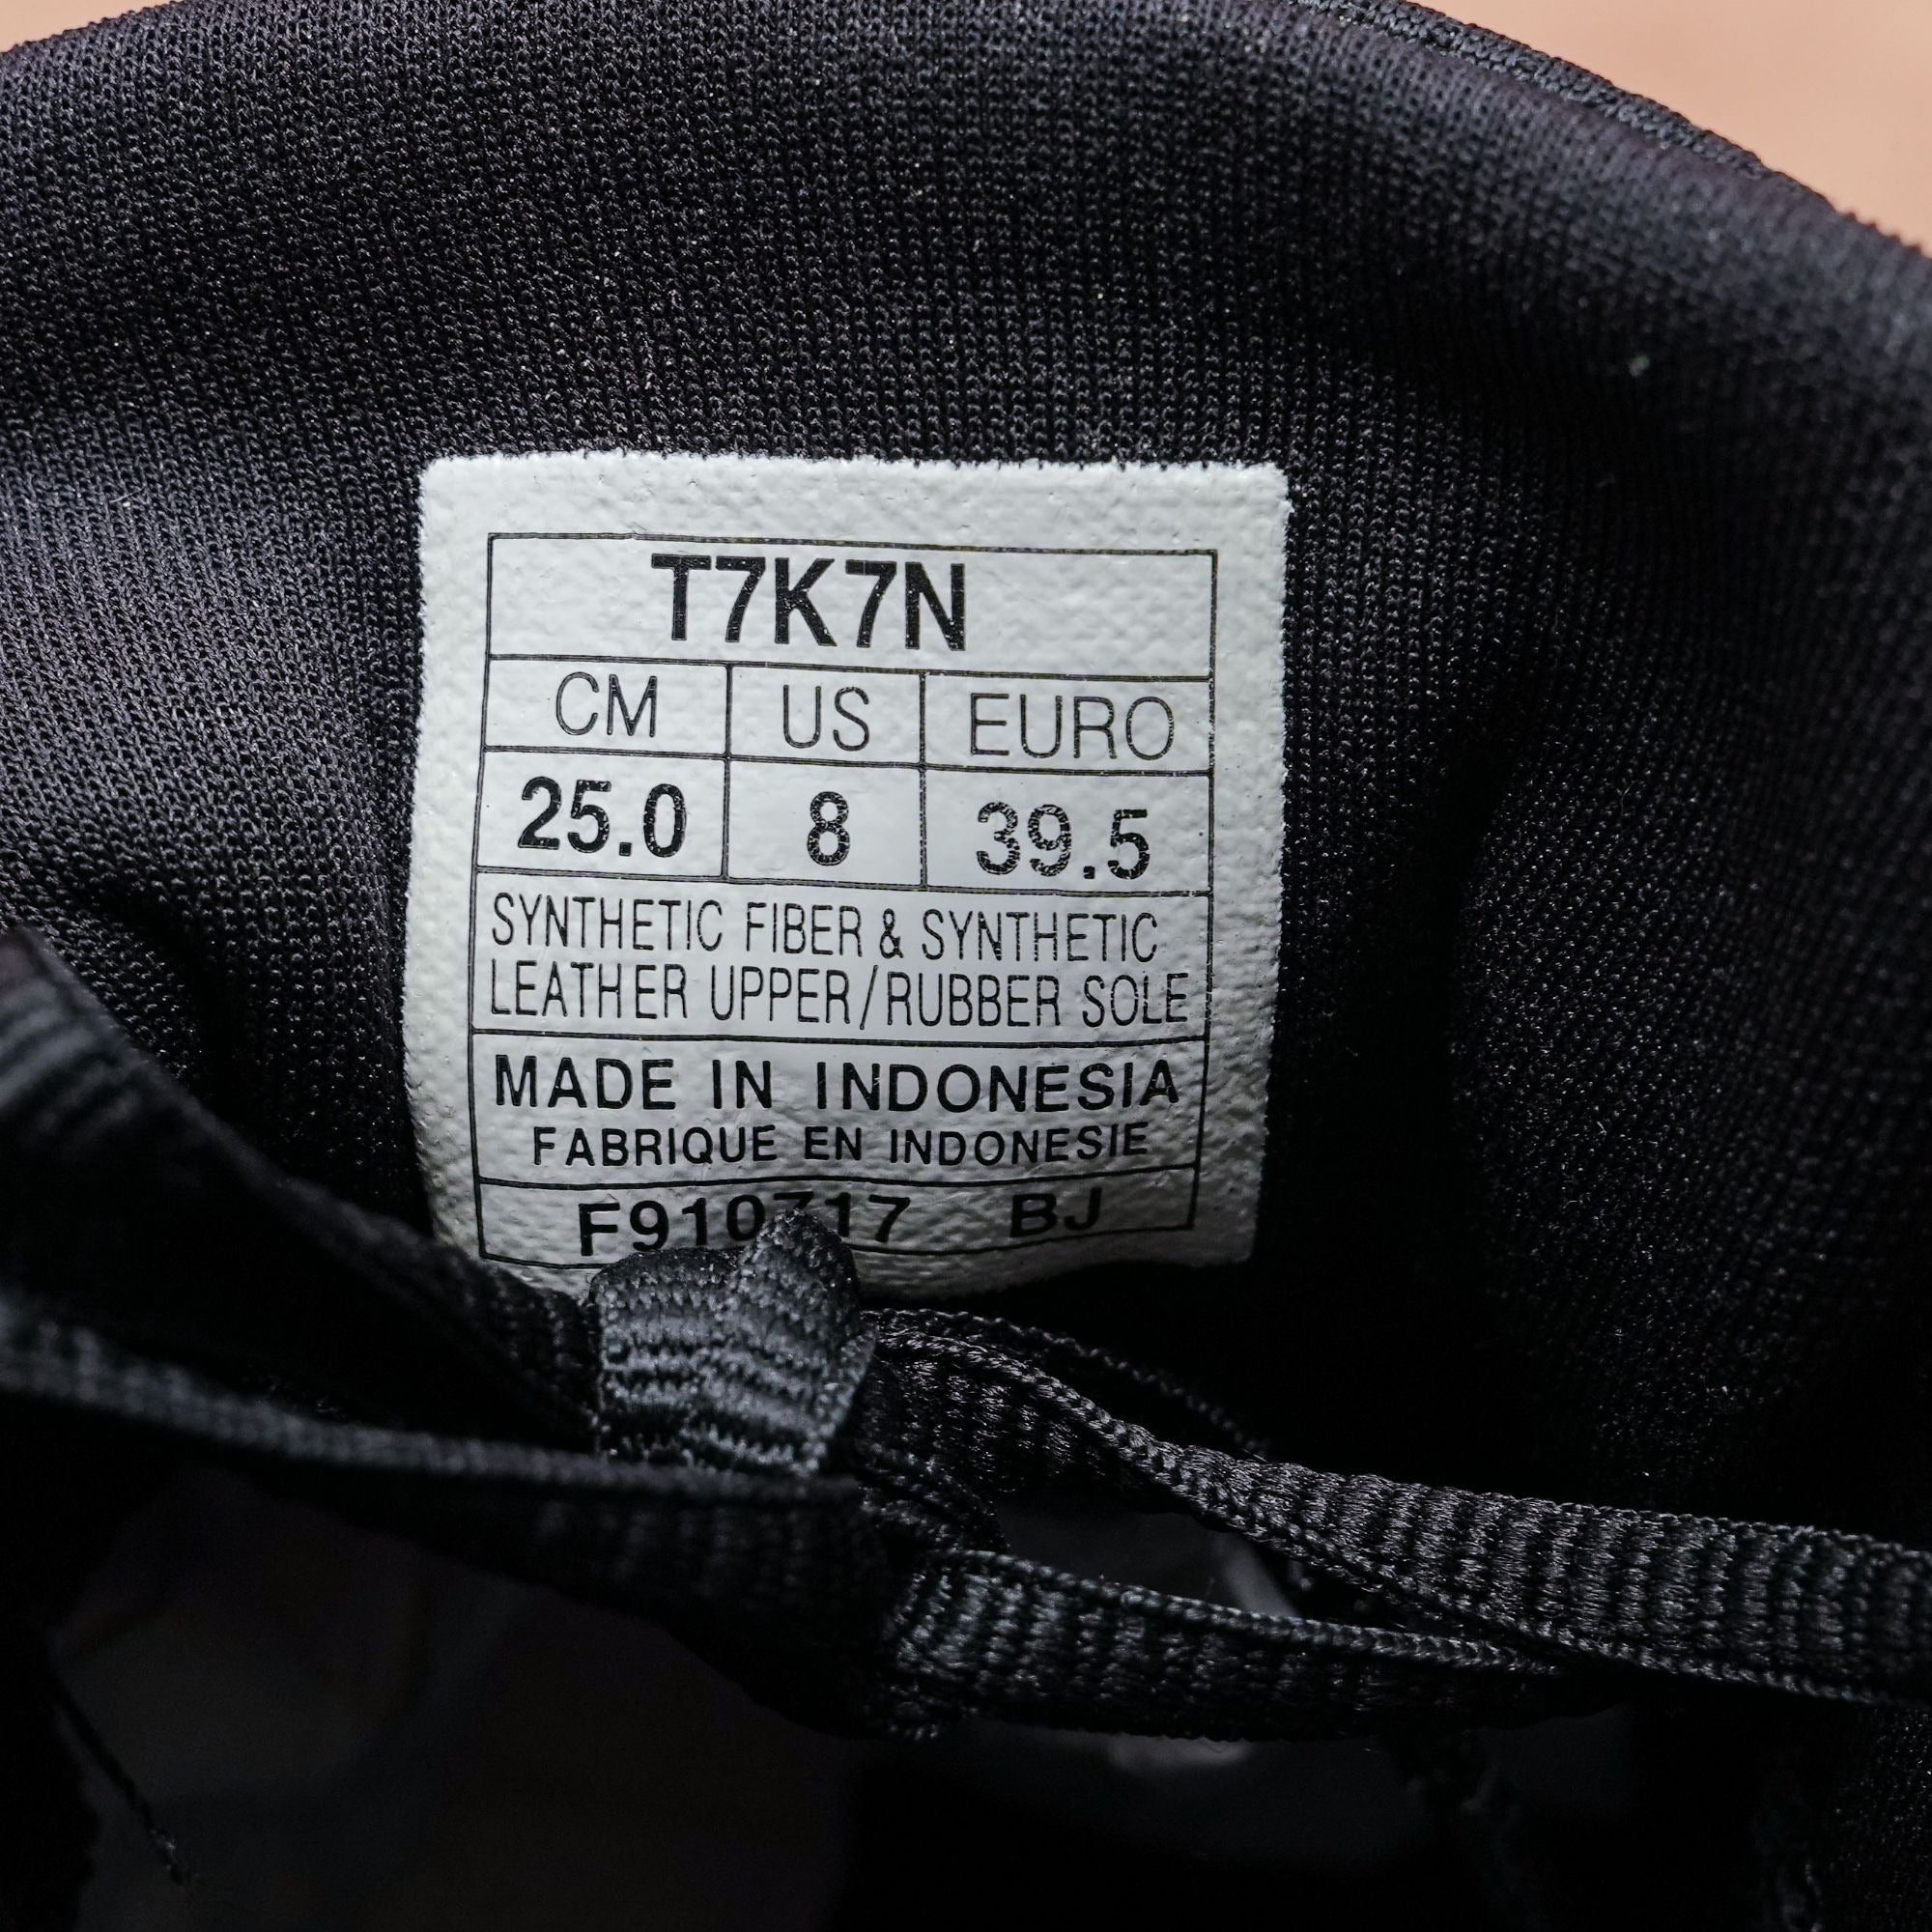 T7K7N
CM US EURO
25.0 8 39.5
SYNTHETIC FIBER & SYNTHETIC
LEATHER UPPER/RUBBER SOLE
MADE IN INDONESIA
FABRIQUE EN INDONESIE
F910717 BJ